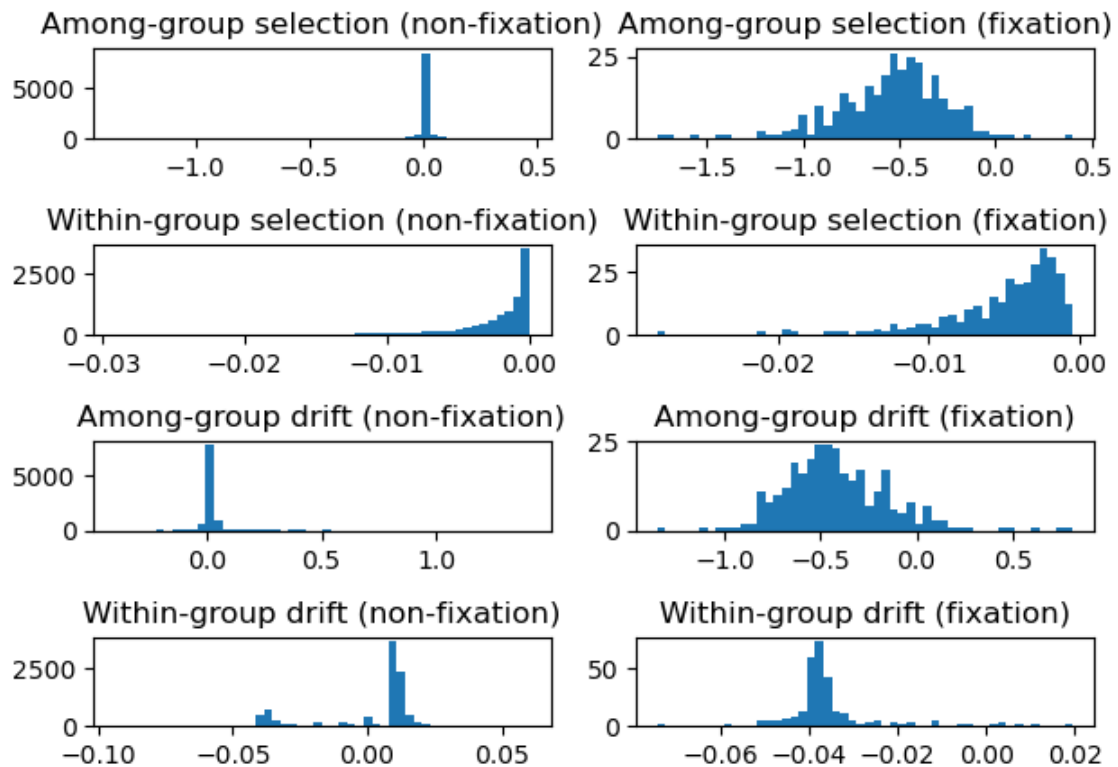 Among-group selection (non-fixation)
5000
0
−1.0 −0.5 0.0 0.5
Among-group selection (fixation)
25
0
−1.5 −1.0 −0.5 0.0 0.5
Within-group selection (non-fixation)
2500
0
−0.03 −0.02 −0.01 0.00
Within-group selection (fixation)
25
0
−0.02 −0.01 0.00
Among-group drift (non-fixation)
5000
0
0.0 0.5 1.0
Among-group drift (fixation)
25
0
−1.0 −0.5 0.0 0.5
Within-group drift (non-fixation)
2500
0
−0.10 −0.05 0.00 0.05
Within-group drift (fixation)
50
0
−0.06 −0.04 −0.02 0.00 0.02